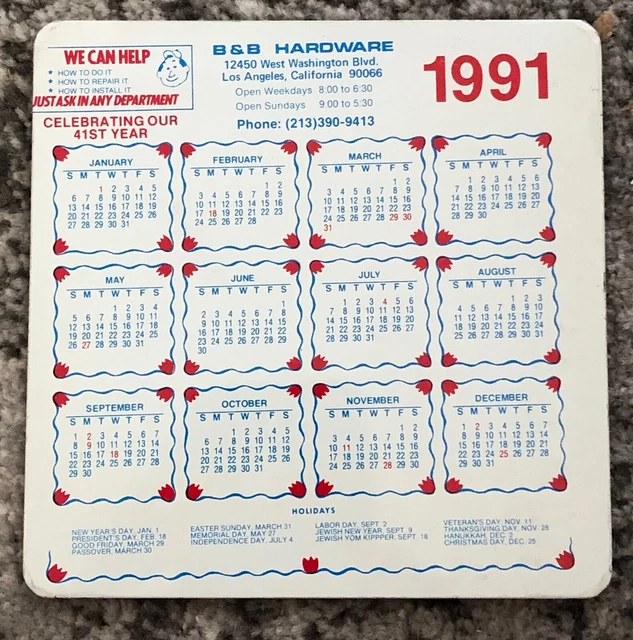 WE CAN HELP
★ HOW TO DO IT
★ HOW TO REPAIR IT
★ HOW TO INSTALL IT
JUST ASK IN ANY DEPARTMENT
CELEBRATING OUR
41ST YEAR
B & B HARDWARE
12450 West Washington Blvd.
Los Angeles, California 90066
Open Weekdays 8:00 to 6:30
Open Sundays 9:00 to 5:30
Phone: (213)390-9413
1991
JANUARY
S M T W T F S
1 2 3 4 5
6 7 8 9 10 11 12
13 14 15 16 17 18 19
20 21 22 23 24 25 26
27 28 29 30 31
FEBRUARY
S M T W T F S
1 2
3 4 5 6 7 8 9
10 11 12 13 14 15 16
17 18 19 20 21 22 23
24 25 26 27 28
MARCH
S M T W T F S
1 2
3 4 5 6 7 8 9
10 11 12 13 14 15 16
17 18 19 20 21 22 23
24 25 26 27 28 29 30
31
APRIL
S M T W T F S
1 2 3 4 5 6
7 8 9 10 11 12 13
14 15 16 17 18 19 20
21 22 23 24 25 26 27
28 29 30
MAY
S M T W T F S
1 2 3 4
5 6 7 8 9 10 11
12 13 14 15 16 17 18
19 20 21 22 23 24 25
26 27 28 29 30 31
JUNE
S M T W T F S
1
2 3 4 5 6 7 8
9 10 11 12 13 14 15
16 17 18 19 20 21 22
23 24 25 26 27 28 29
30
JULY
S M T W T F S
1 2 3 4 5 6
7 8 9 10 11 12 13
14 15 16 17 18 19 20
21 22 23 24 25 26 27
28 29 30 31
AUGUST
S M T W T F S
1 2 3
4 5 6 7 8 9 10
11 12 13 14 15 16 17
18 19 20 21 22 23 24
25 26 27 28 29 30 31
SEPTEMBER
S M T W T F S
1 2 3 4 5 6 7
8 9 10 11 12 13 14
15 16 17 18 19 20 21
22 23 24 25 26 27 28
29 30
OCTOBER
S M T W T F S
1 2 3 4 5
6 7 8 9 10 11 12
13 14 15 16 17 18 19
20 21 22 23 24 25 26
27 28 29 30 31
NOVEMBER
S M T W T F S
1 2
3 4 5 6 7 8 9
10 11 12 13 14 15 16
17 18 19 20 21 22 23
24 25 26 27 28 29 30
DECEMBER
S M T W T F S
1 2 3 4 5 6 7
8 9 10 11 12 13 14
15 16 17 18 19 20 21
22 23 24 25 26 27 28
29 30 31
HOLIDAYS
NEW YEAR'S DAY, JAN. 1
PRESIDENT'S DAY, FEB. 18
GOOD FRIDAY, MARCH 29
PASSOVER, MARCH 30
EASTER SUNDAY, MARCH 31
MEMORIAL DAY, MAY 27
INDEPENDENCE DAY, JULY 4
LABOR DAY, SEPT. 2
JEWISH NEW YEAR, SEPT. 9
JEWISH YOM KIPPPER, SEPT. 18
VETERAN'S DAY, NOV. 11
THANKSGIVING DAY, NOV. 28
HANUKKAH, DEC. 2
CHRISTMAS DAY, DEC. 25